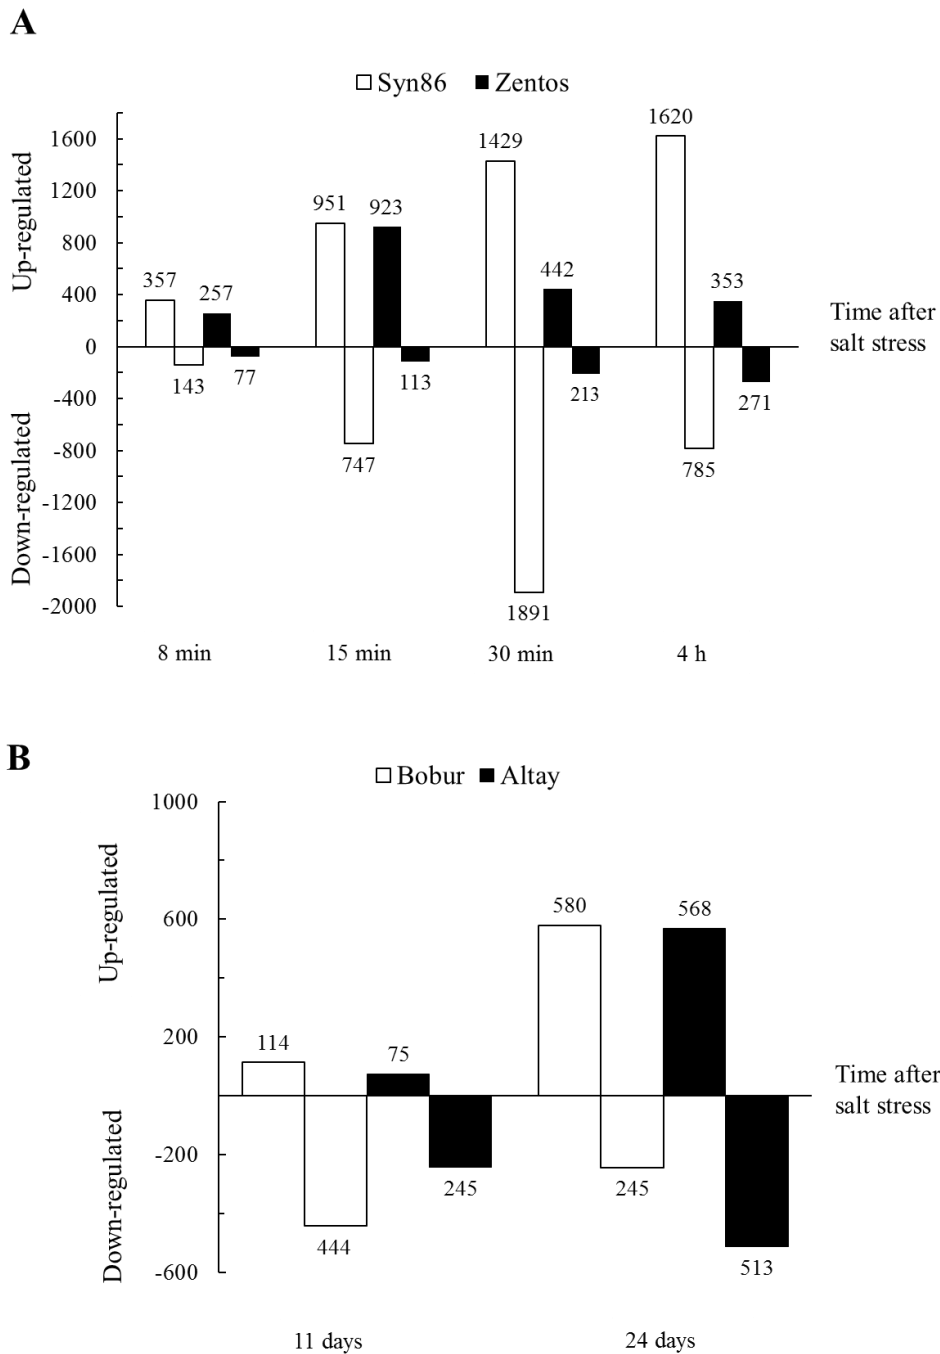 A
Syn86 Zentos
Up-regulated
Down-regulated
1600
1200
800
400
0
-400
-800
-1200
-1600
-2000
357
143
257
77
951
747
923
113
1429
1891
442
213
1620
785
353
271
Time after
salt stress
8 min 15 min 30 min 4 h
B
Bobur Altay
Up-regulated
Down-regulated
1000
600
200
-200
-600
114
444
75
245
580
245
568
513
Time after
salt stress
11 days 24 days